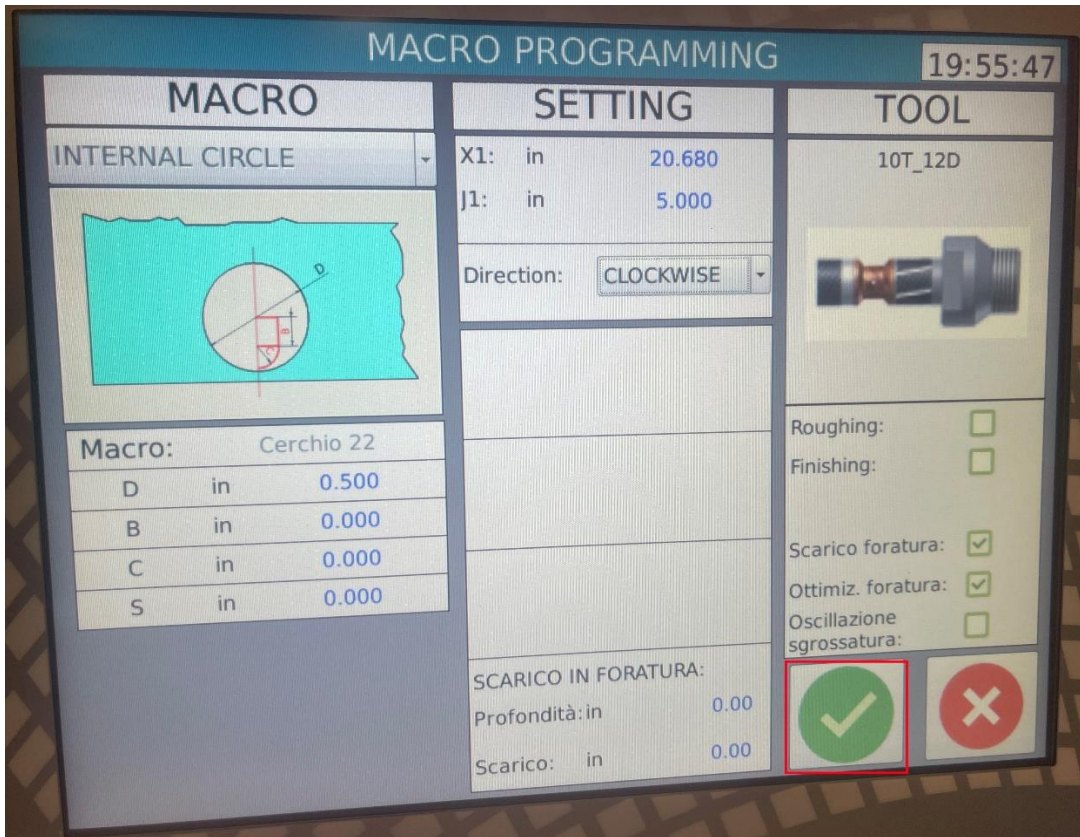 MACRO PROGRAMMING
19:55:47
MACRO
INTERNAL CIRCLE
D
B
C
Macro: Cerchio 22
D in 0.500
B in 0.000
C in 0.000
S in 0.000
SETTING
X1: in 20.680
J1: in 5.000
Direction: CLOCKWISE
SCARICO IN FORATURA:
Profondità: in 0.00
Scarico: in 0.00
TOOL
10T_12D
Roughing:
Finishing:
Scarico foratura:
Ottimiz. foratura:
Oscillazione
sgrossatura: